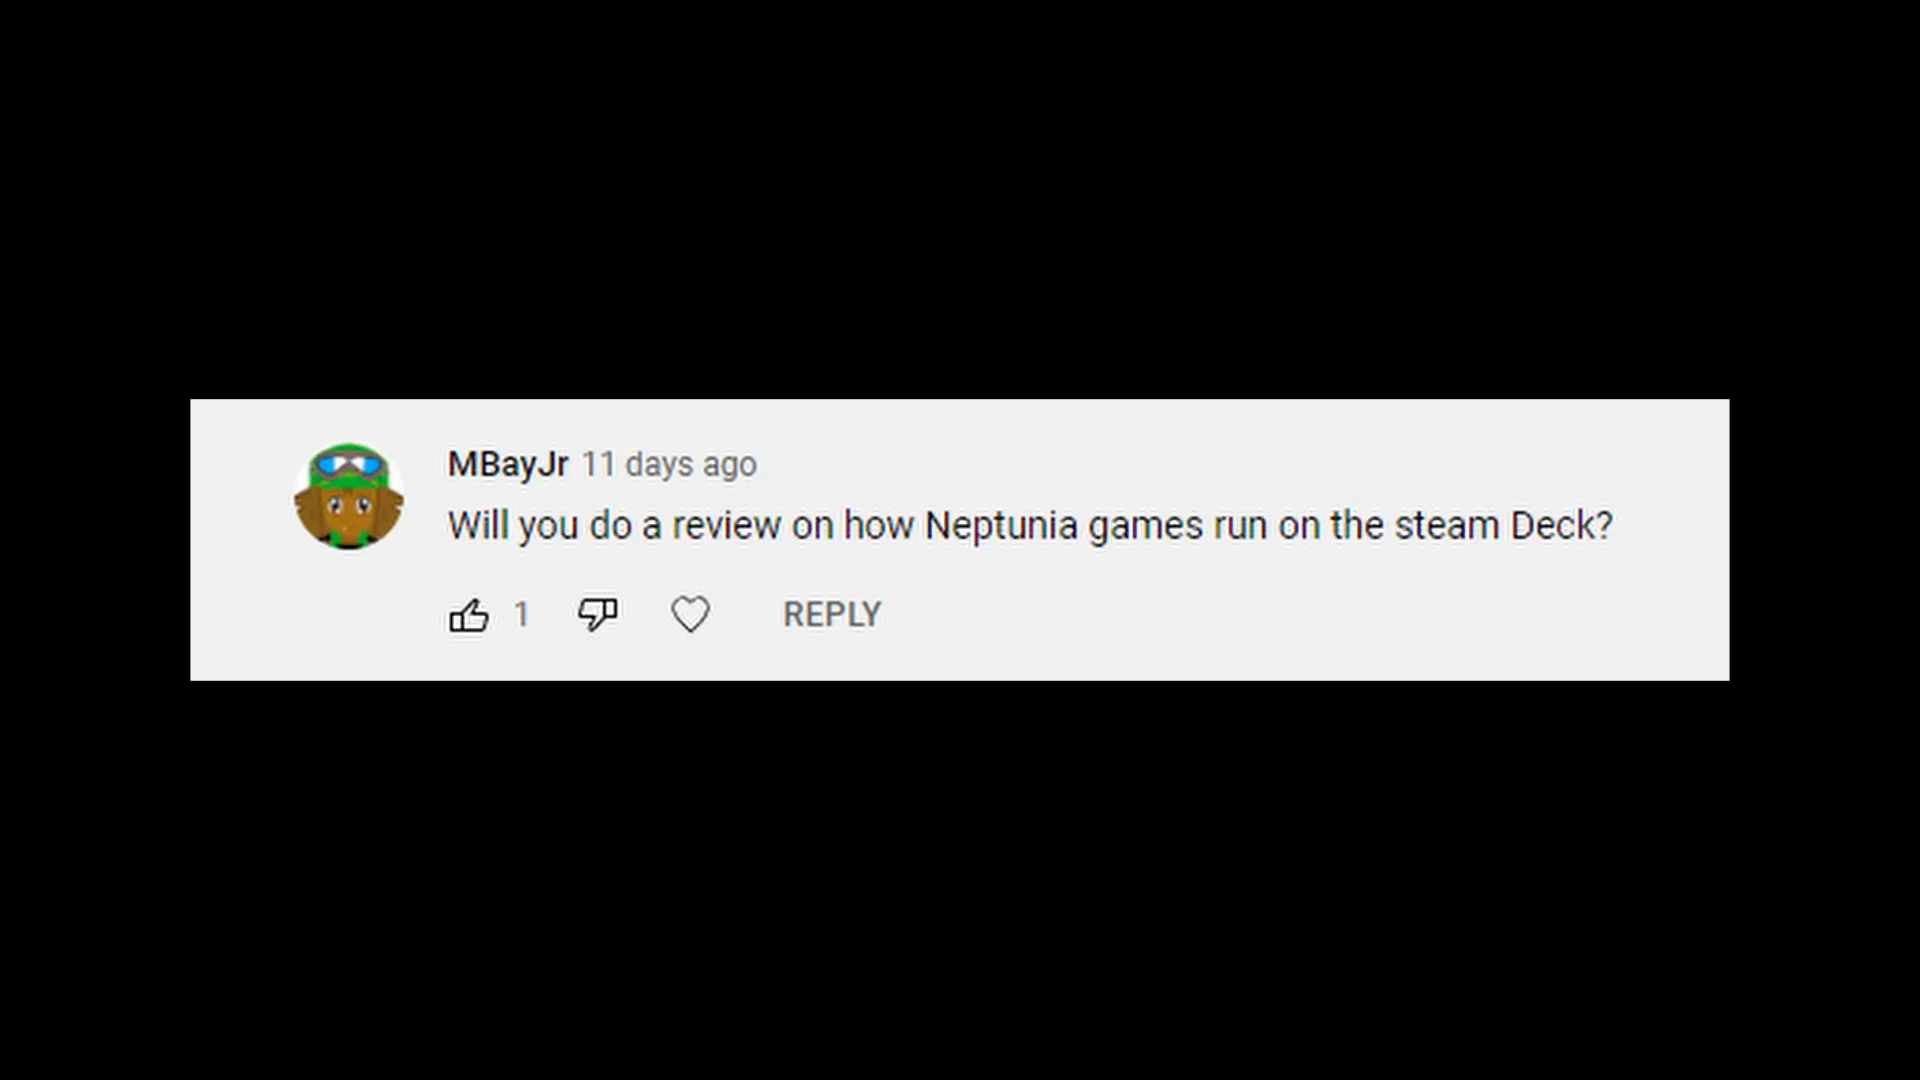 MBayJr 11 days ago
Will you do a review on how Neptunia games run on the steam Deck?
1 REPLY